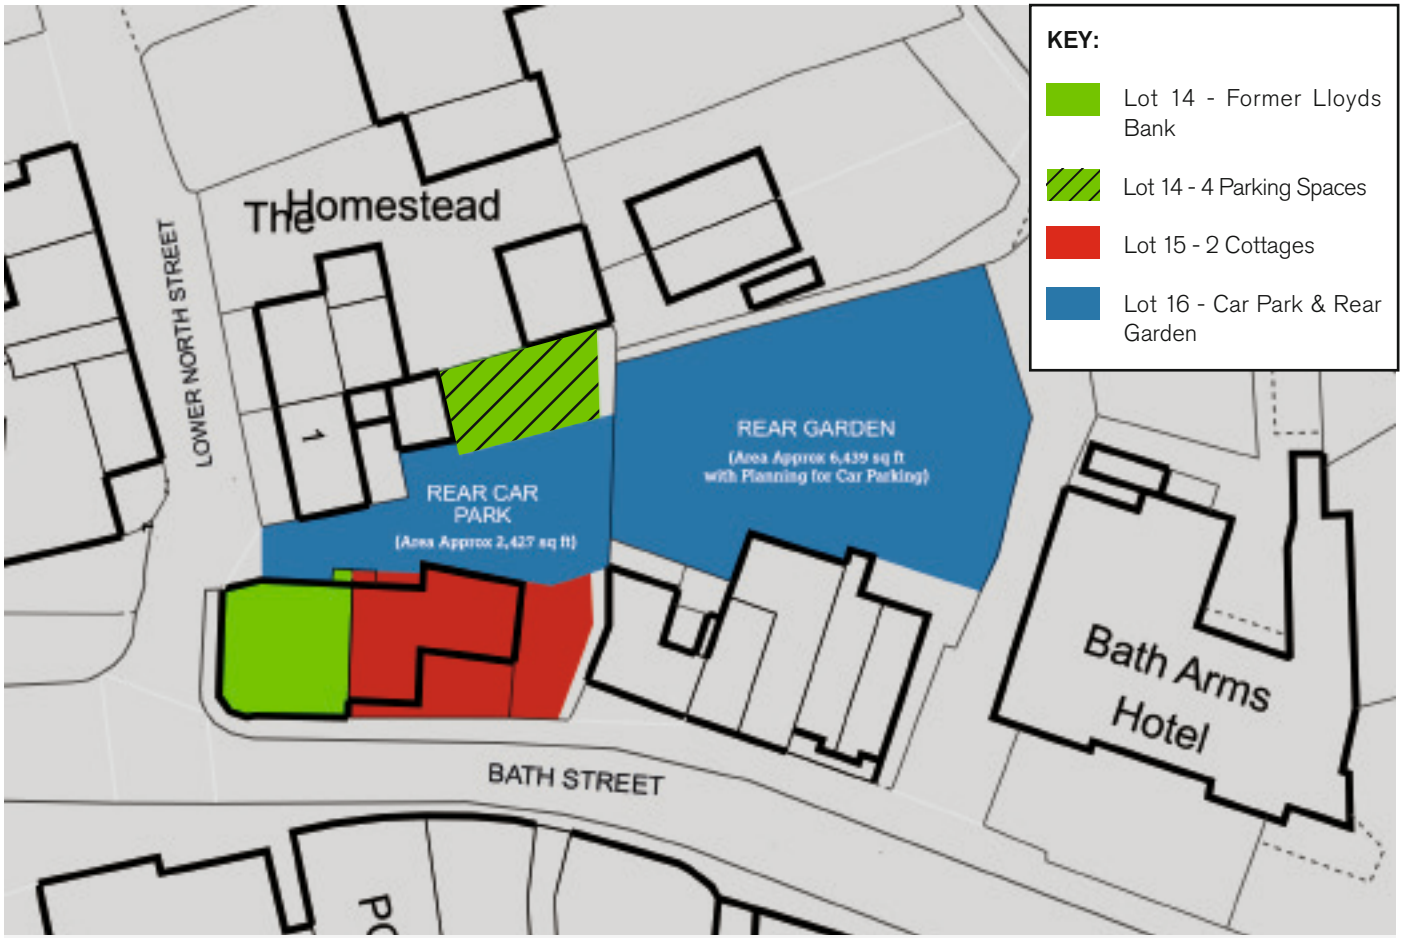 KEY:
Lot 14 - Former Lloyds
Bank
Lot 14 - 4 Parking Spaces
Lot 15 - 2 Cottages
Lot 16 - Car Park & Rear
Garden
The Homestead
LOWER NORTH STREET
1
REAR GARDEN
(Area Approx 6,439 sq ft
with Planning for Car Parking)
REAR CAR
PARK
(Area Approx 2,427 sq ft)
Bath Arms
Hotel
BATH STREET